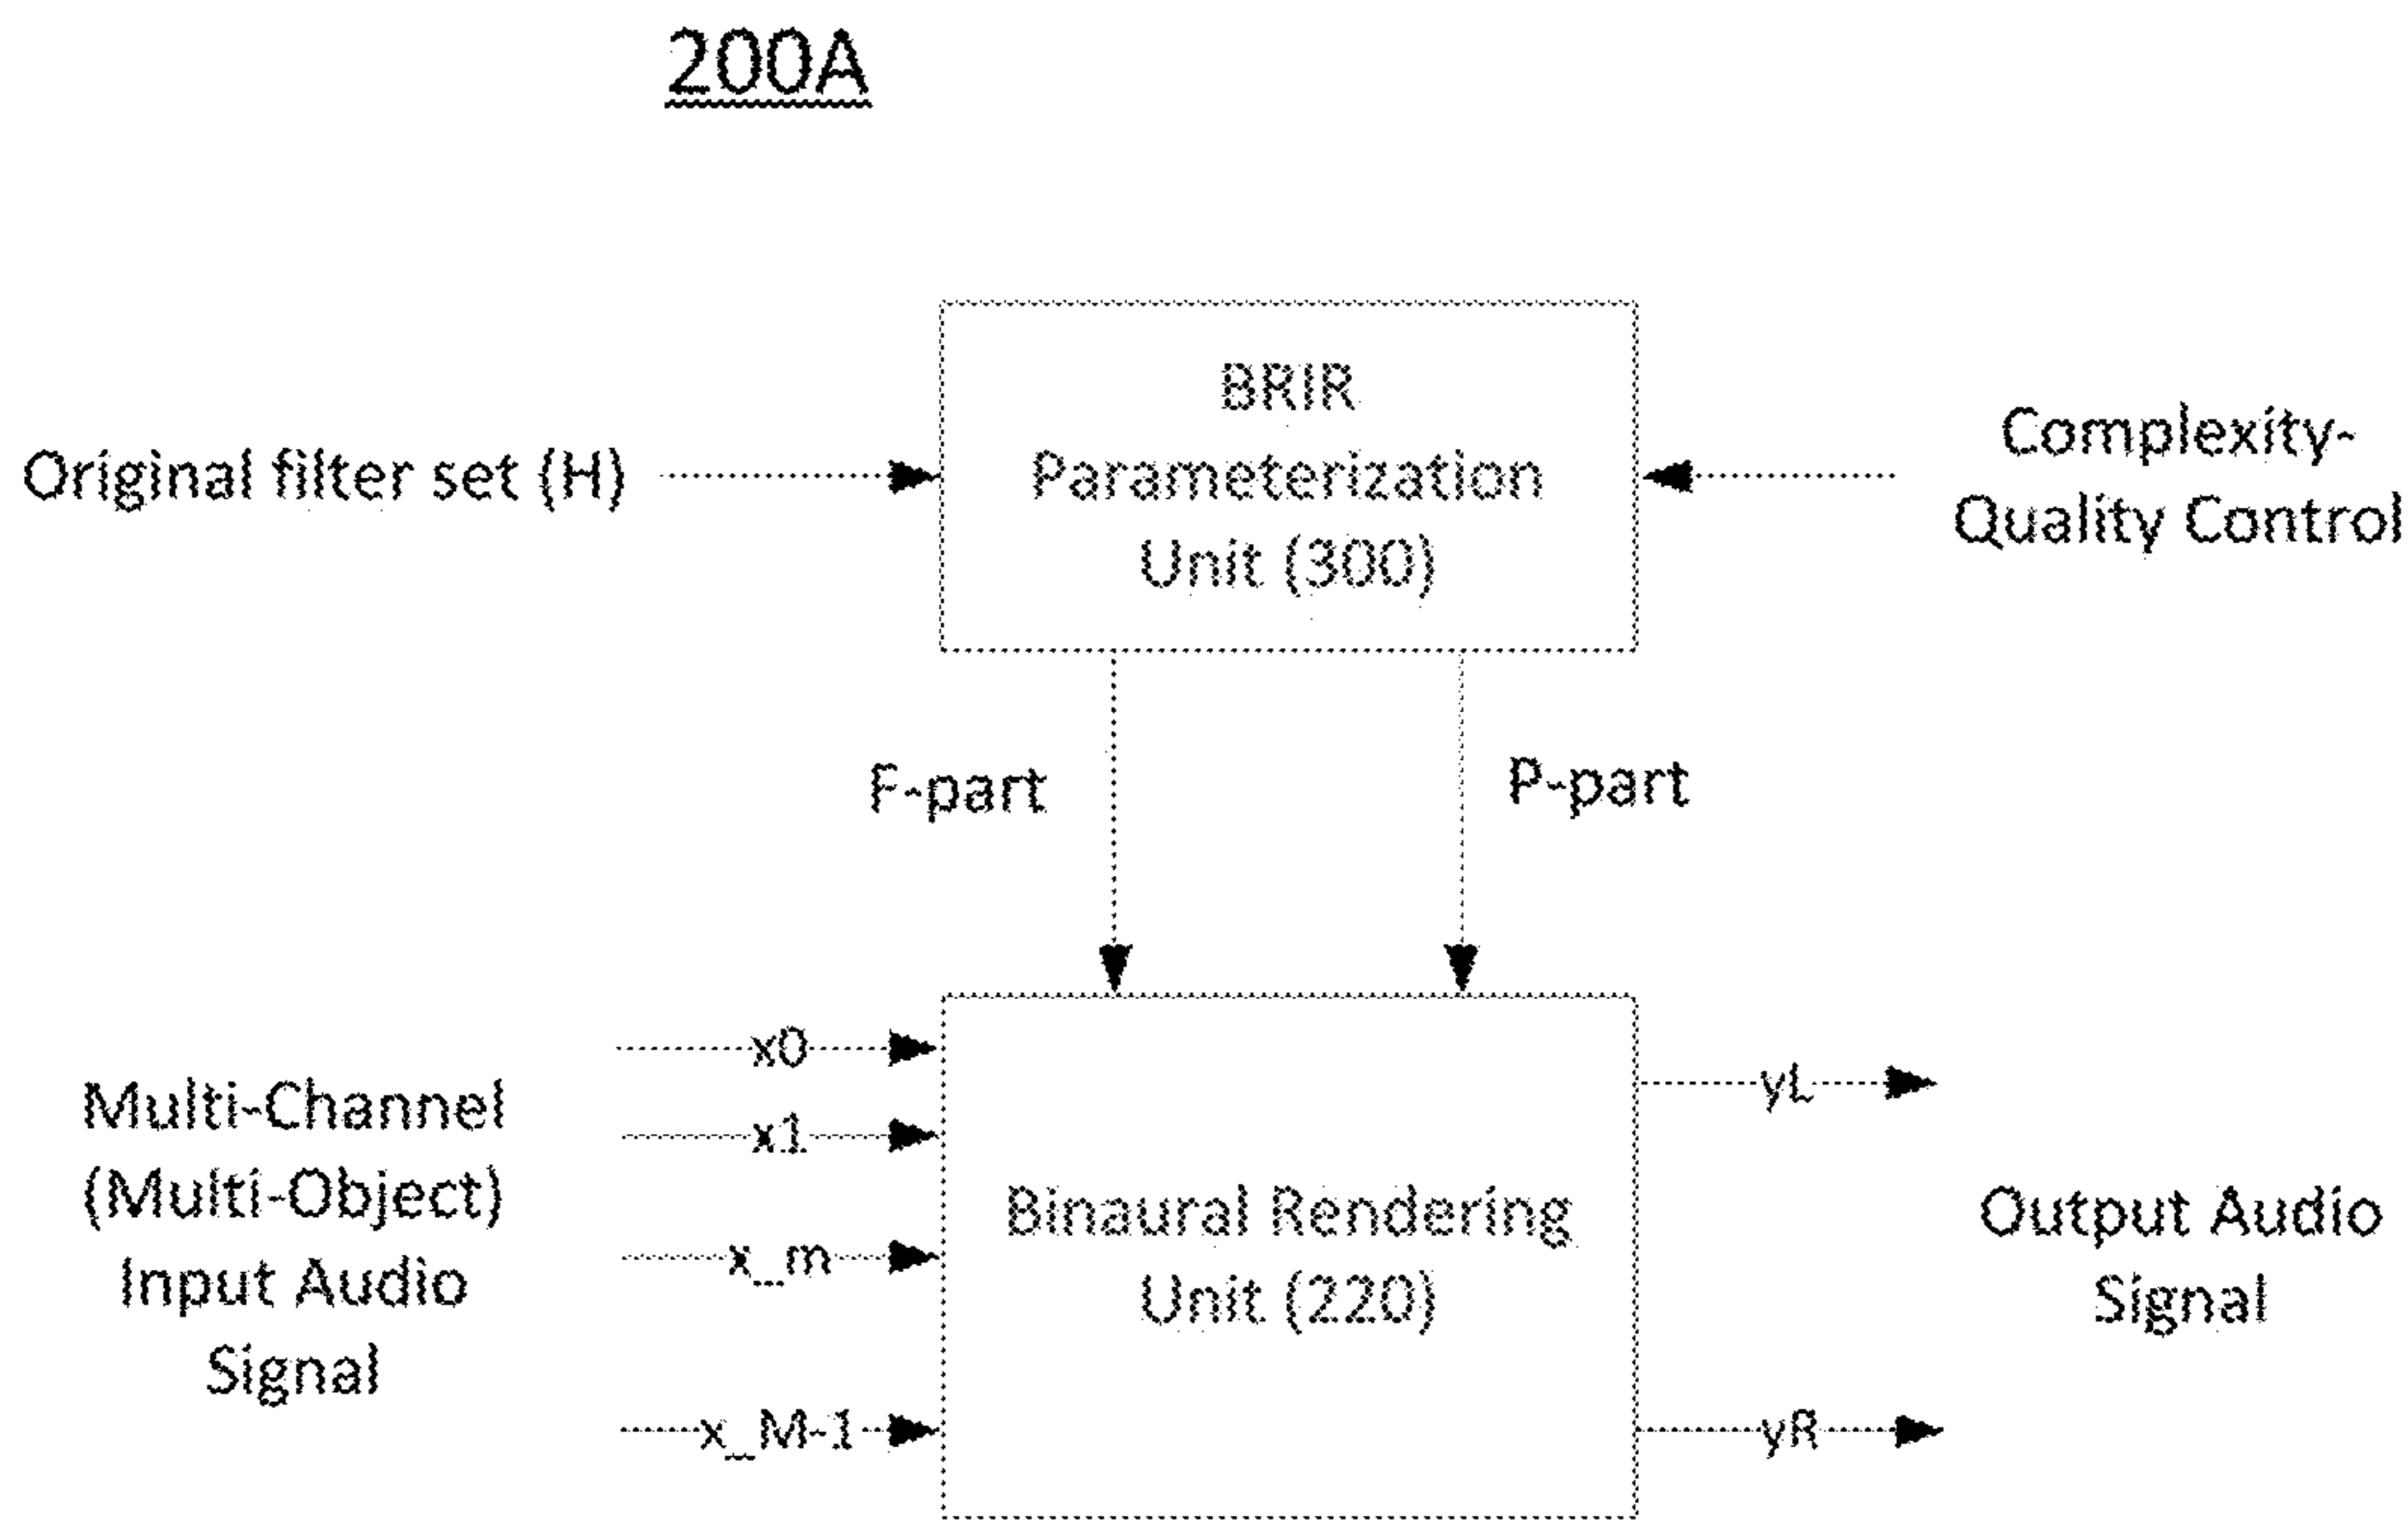 200A
BRIR
Parameterization
Unit (300)
Original filter set (H)
Complexity-
Quality Control
F-part
P-part
Multi-Channel
(Multi-Object)
Input Audio
Signal
x0
x1
x_m
x_M-1
Binaural Rendering
Unit (220)
yL
yR
Output Audio
Signal